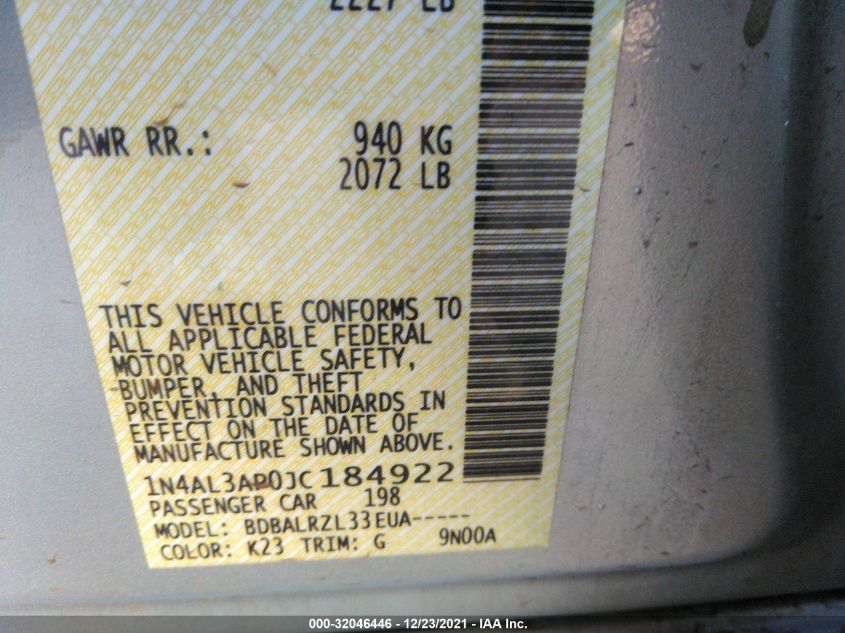 2227 LB
GAWR RR.: 940 KG
2072 LB
THIS VEHICLE CONFORMS TO
ALL APPLICABLE FEDERAL
MOTOR VEHICLE SAFETY,
BUMPER, AND THEFT
PREVENTION STANDARDS IN
EFFECT ON THE DATE OF
MANUFACTURE SHOWN ABOVE.
1N4AL3AP0JC184922
PASSENGER CAR 198
MODEL: BDBALRZL33EUA-----
COLOR: K23 TRIM: G 9N00A
000-32046446 - 12/23/2021 - IAA Inc.